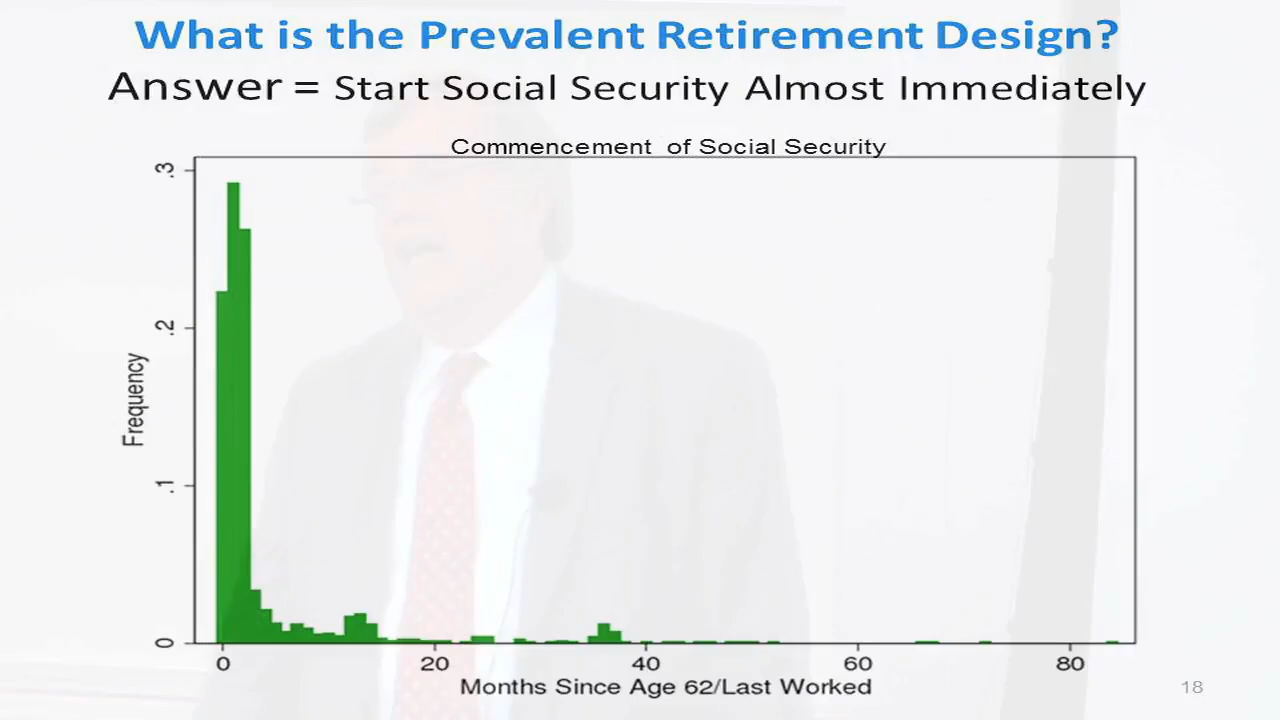 What is the Prevalent Retirement Design?
Answer = Start Social Security Almost Immediately
Commencement of Social Security
.3
.2
.1
0
Frequency
0 20 40 60 80
Months Since Age 62/Last Worked
18